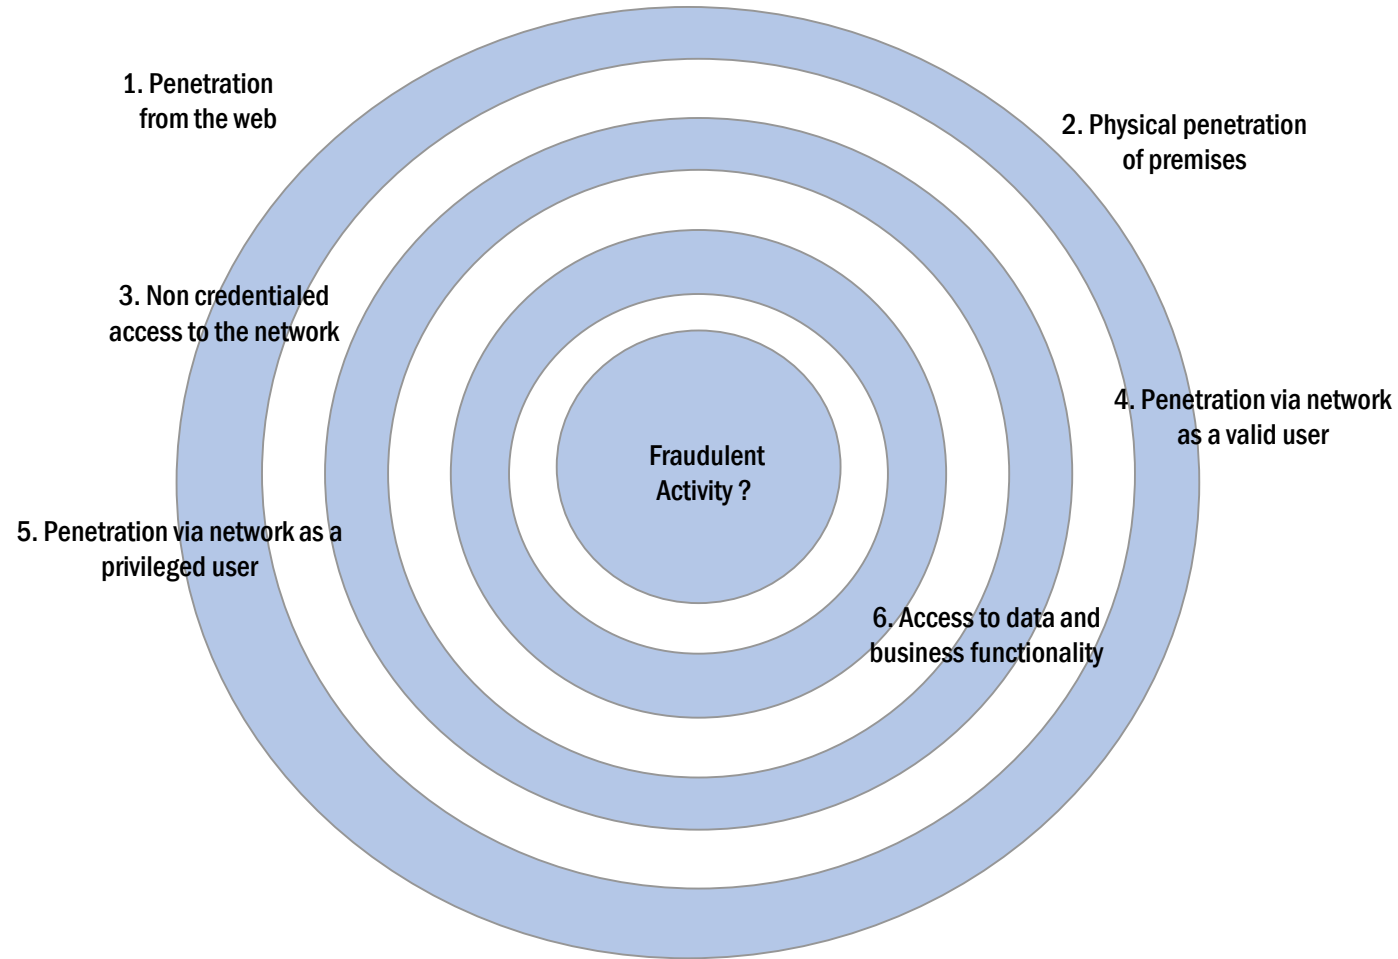 1. Penetration
from the web
2. Physical penetration
of premises
3. Non credentialed
access to the network
4. Penetration via network
as a valid user
Fraudulent
Activity ?
5. Penetration via network as a
privileged user
6. Access to data and
business functionality